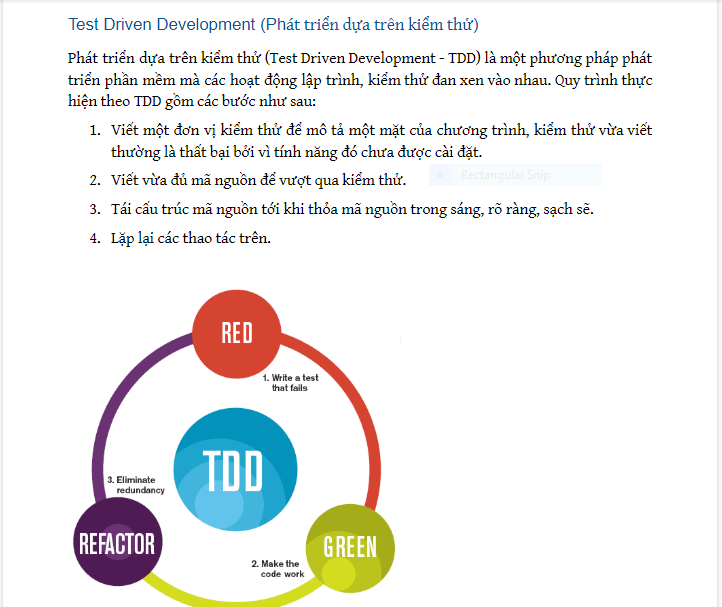 Test Driven Development (Phát triển dựa trên kiểm thử)
Phát triển dựa trên kiểm thử (Test Driven Development - TDD) là một phương pháp phát
triển phần mềm mà các hoạt động lập trình, kiểm thử đan xen vào nhau. Quy trình thực
hiện theo TDD gồm các bước như sau:
1. Viết một đơn vị kiểm thử để mô tả một mặt của chương trình, kiểm thử vừa viết
thường là thất bại bởi vì tính năng đó chưa được cài đặt.
2. Viết vừa đủ mã nguồn để vượt qua kiểm thử.
Rectangular Snip
3. Tái cấu trúc mã nguồn tới khi thỏa mã nguồn trong sáng, rõ ràng, sạch sẽ.
4. Lặp lại các thao tác trên.
RED
1. Write a test
that fails
TDD
3. Eliminate
redundancy
REFACTOR
GREEN
2. Make the
code work